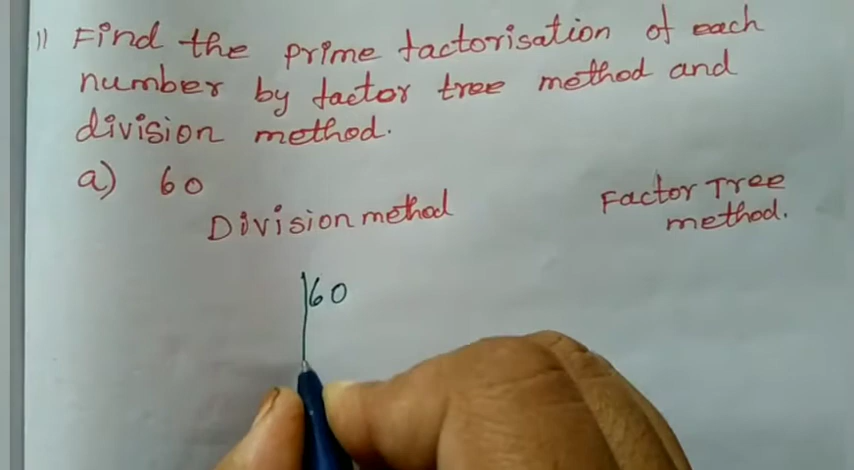 1) Find the prime factorisation of each
number by factor tree method and
division method.
a) 60
Division method
Factor Tree
method.
60